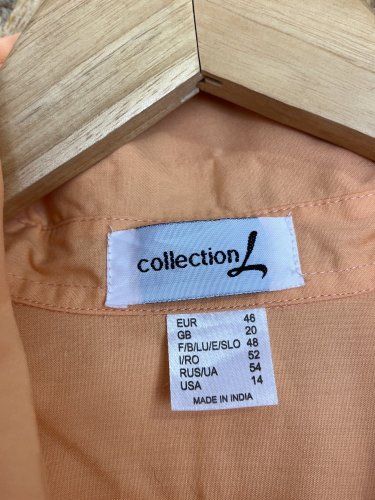 collection L
EUR 46
GB 20
F/B/LU/E/SLO 48
I/RO 52
RUS/UA 54
USA 14
MADE IN INDIA